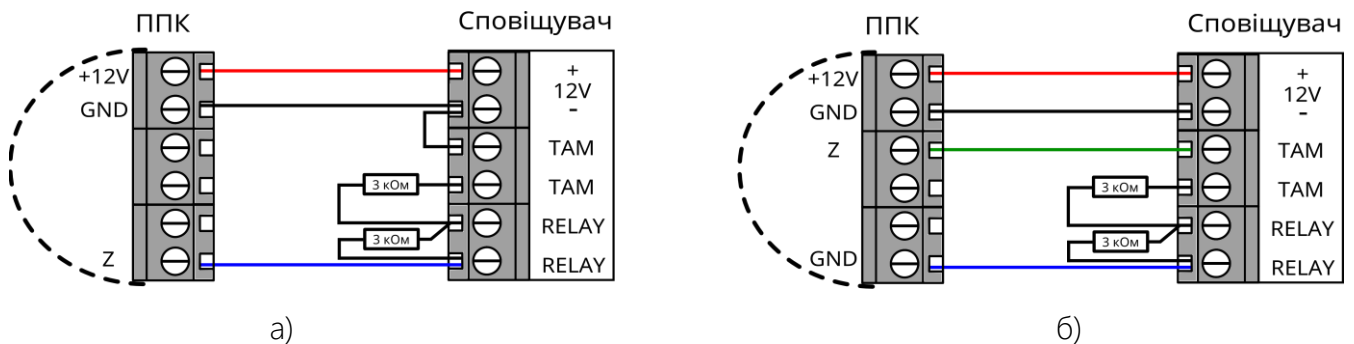 ППК
Сповіщувач
+12V
GND
Z
+
12V
-
TAM
TAM
RELAY
RELAY
3 кОм
3 кОм
а)
ППК
Сповіщувач
+12V
GND
Z
GND
+
12V
-
TAM
TAM
RELAY
RELAY
3 кОм
3 кОм
б)